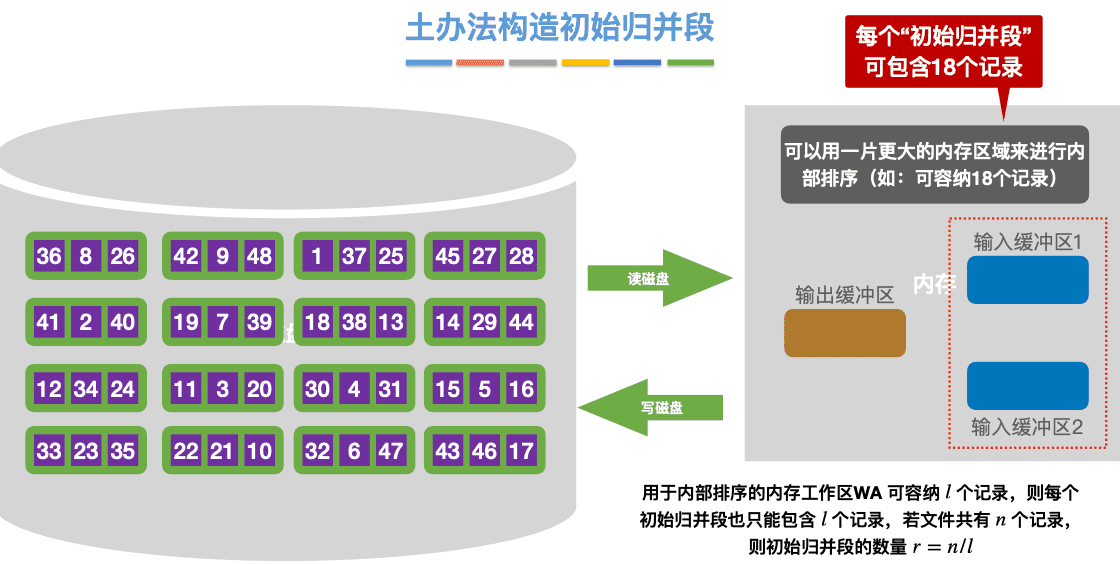 土办法构造初始归并段
每个“初始归并段”
可包含18个记录
可以用一片更大的内存区域来进行内
部排序（如：可容纳18个记录）
36 8 26 42 9 48 1 37 25 45 27 28
41 2 40 19 7 39 18 38 13 14 29 44
盘
12 34 24 11 3 20 30 4 31 15 5 16
33 23 35 22 21 10 32 6 47 43 46 17
读磁盘
写磁盘
输入缓冲区1
内存
输出缓冲区
输入缓冲区2
用于内部排序的内存工作区WA 可容纳 l 个记录，则每个
初始归并段也只能包含 l 个记录，若文件共有 n 个记录，
则初始归并段的数量 r = n/l